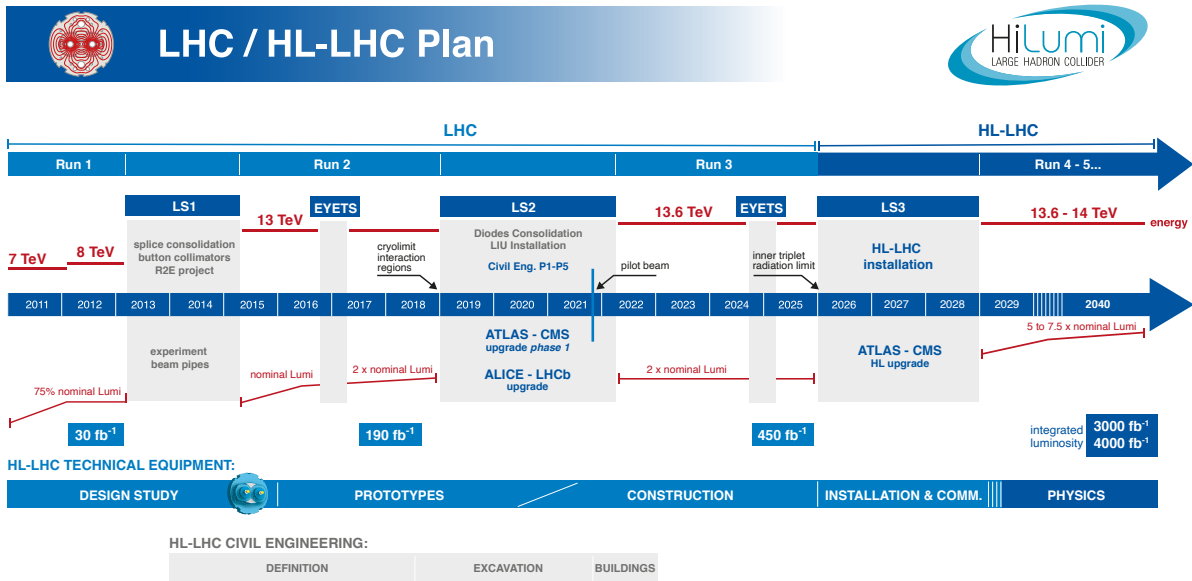 LHC / HL-LHC Plan
HiLumi
LARGE HADRON COLLIDER
LHC
HL-LHC
Run 1
Run 2
Run 3
Run 4 - 5...
LS1
EYETS
LS2
EYETS
LS3
13 TeV
13.6 TeV
13.6 - 14 TeV
energy
7 TeV
8 TeV
splice consolidation
button collimators
R2E project
cryolimit
interaction
regions
Diodes Consolidation
LIU Installation
Civil Eng. P1-P5
pilot beam
inner triplet
radiation limit
HL-LHC
installation
2011
2012
2013
2014
2015
2016
2017
2018
2019
2020
2021
2022
2023
2024
2025
2026
2027
2028
2029
2040
experiment
beam pipes
ATLAS - CMS
upgrade phase 1
ALICE - LHCb
upgrade
ATLAS - CMS
HL upgrade
5 to 7.5 x nominal Lumi
75% nominal Lumi
nominal Lumi
2 x nominal Lumi
2 x nominal Lumi
30 fb⁻¹
190 fb⁻¹
450 fb⁻¹
integrated
luminosity
3000 fb⁻¹
4000 fb⁻¹
HL-LHC TECHNICAL EQUIPMENT:
DESIGN STUDY
PROTOTYPES
CONSTRUCTION
INSTALLATION & COMM.
PHYSICS
HL-LHC CIVIL ENGINEERING:
DEFINITION
EXCAVATION
BUILDINGS